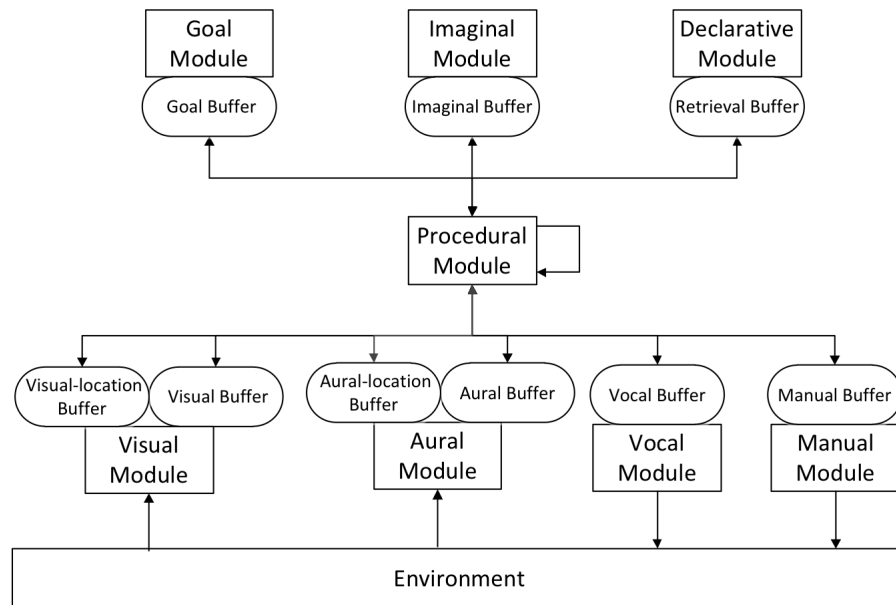 Goal
Module
Goal Buffer
Imaginal
Module
Imaginal Buffer
Declarative
Module
Retrieval Buffer
Procedural
Module
Visual-location
Buffer
Visual Buffer
Visual
Module
Aural-location
Buffer
Aural Buffer
Aural
Module
Vocal Buffer
Vocal
Module
Manual Buffer
Manual
Module
Environment